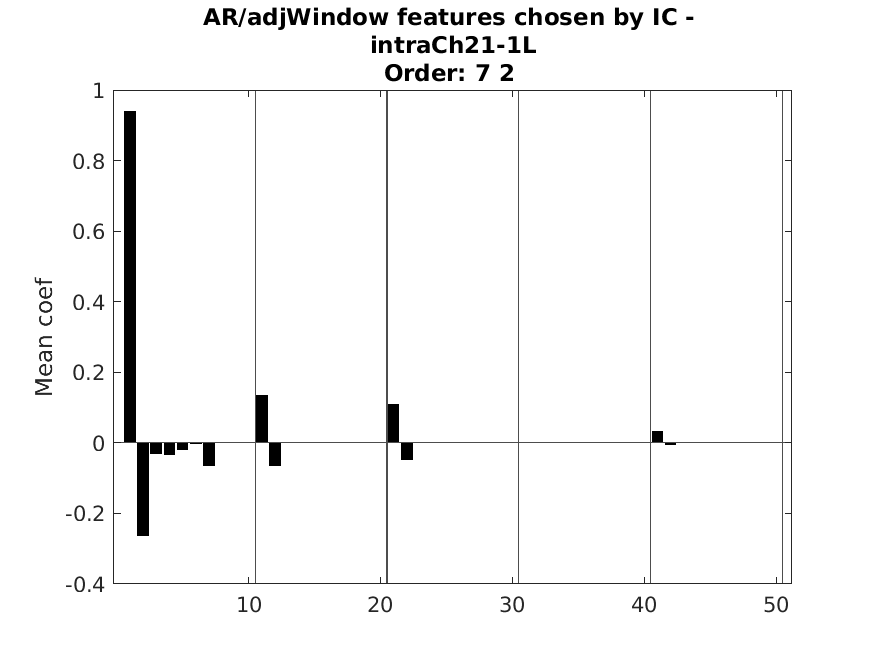 AR/adjWindow features chosen by IC -
intraCh21-1L
Order: 7 2
Mean coef
1
0.8
0.6
0.4
0.2
0
-0.2
-0.4
10 20 30 40 50